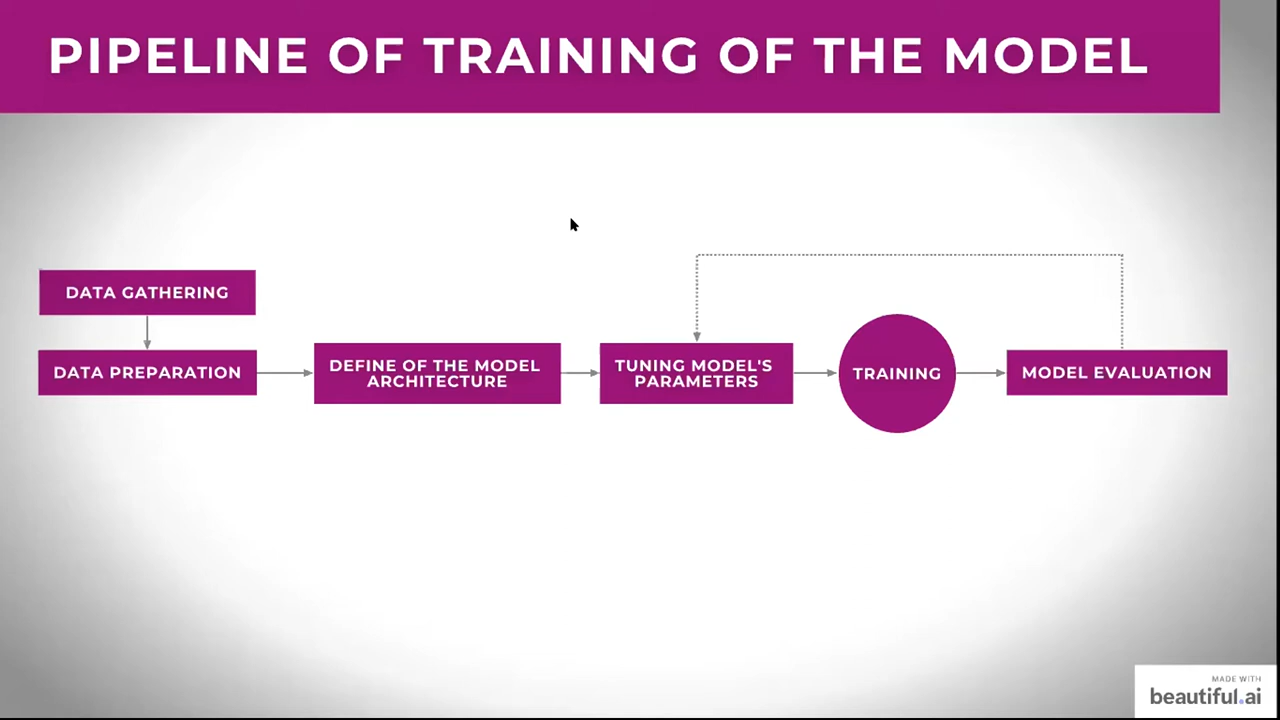 PIPELINE OF TRAINING OF THE MODEL
DATA GATHERING
DATA PREPARATION
DEFINE OF THE MODEL
ARCHITECTURE
TUNING MODEL'S
PARAMETERS
TRAINING
MODEL EVALUATION
MADE WITH
beautiful.ai